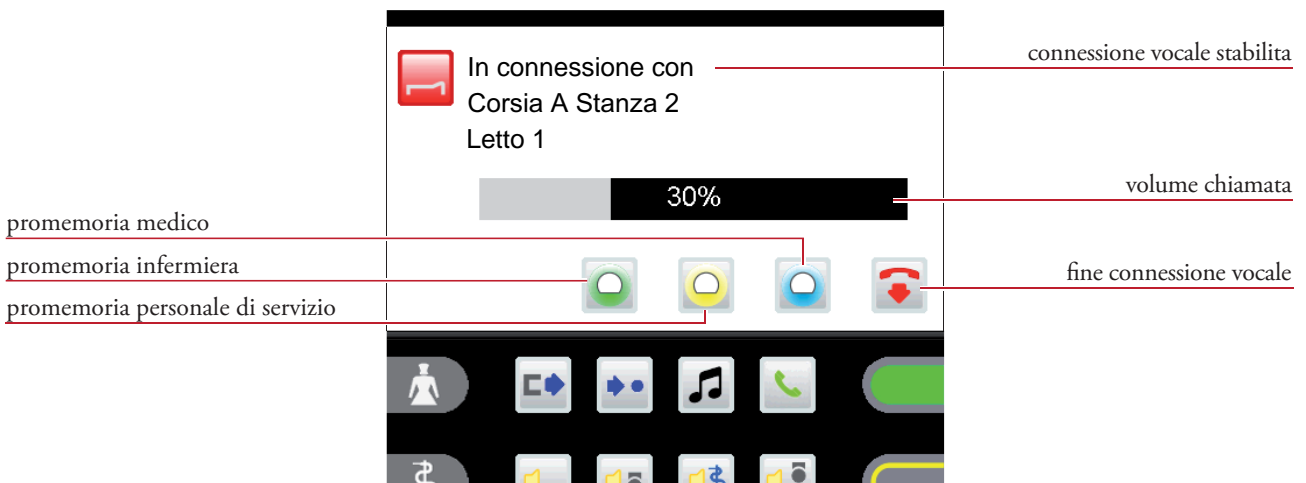 In connessione con
Corsia A Stanza 2
Letto 1
30%
connessione vocale stabilita
volume chiamata
fine connessione vocale
promemoria medico
promemoria infermiera
promemoria personale di servizio